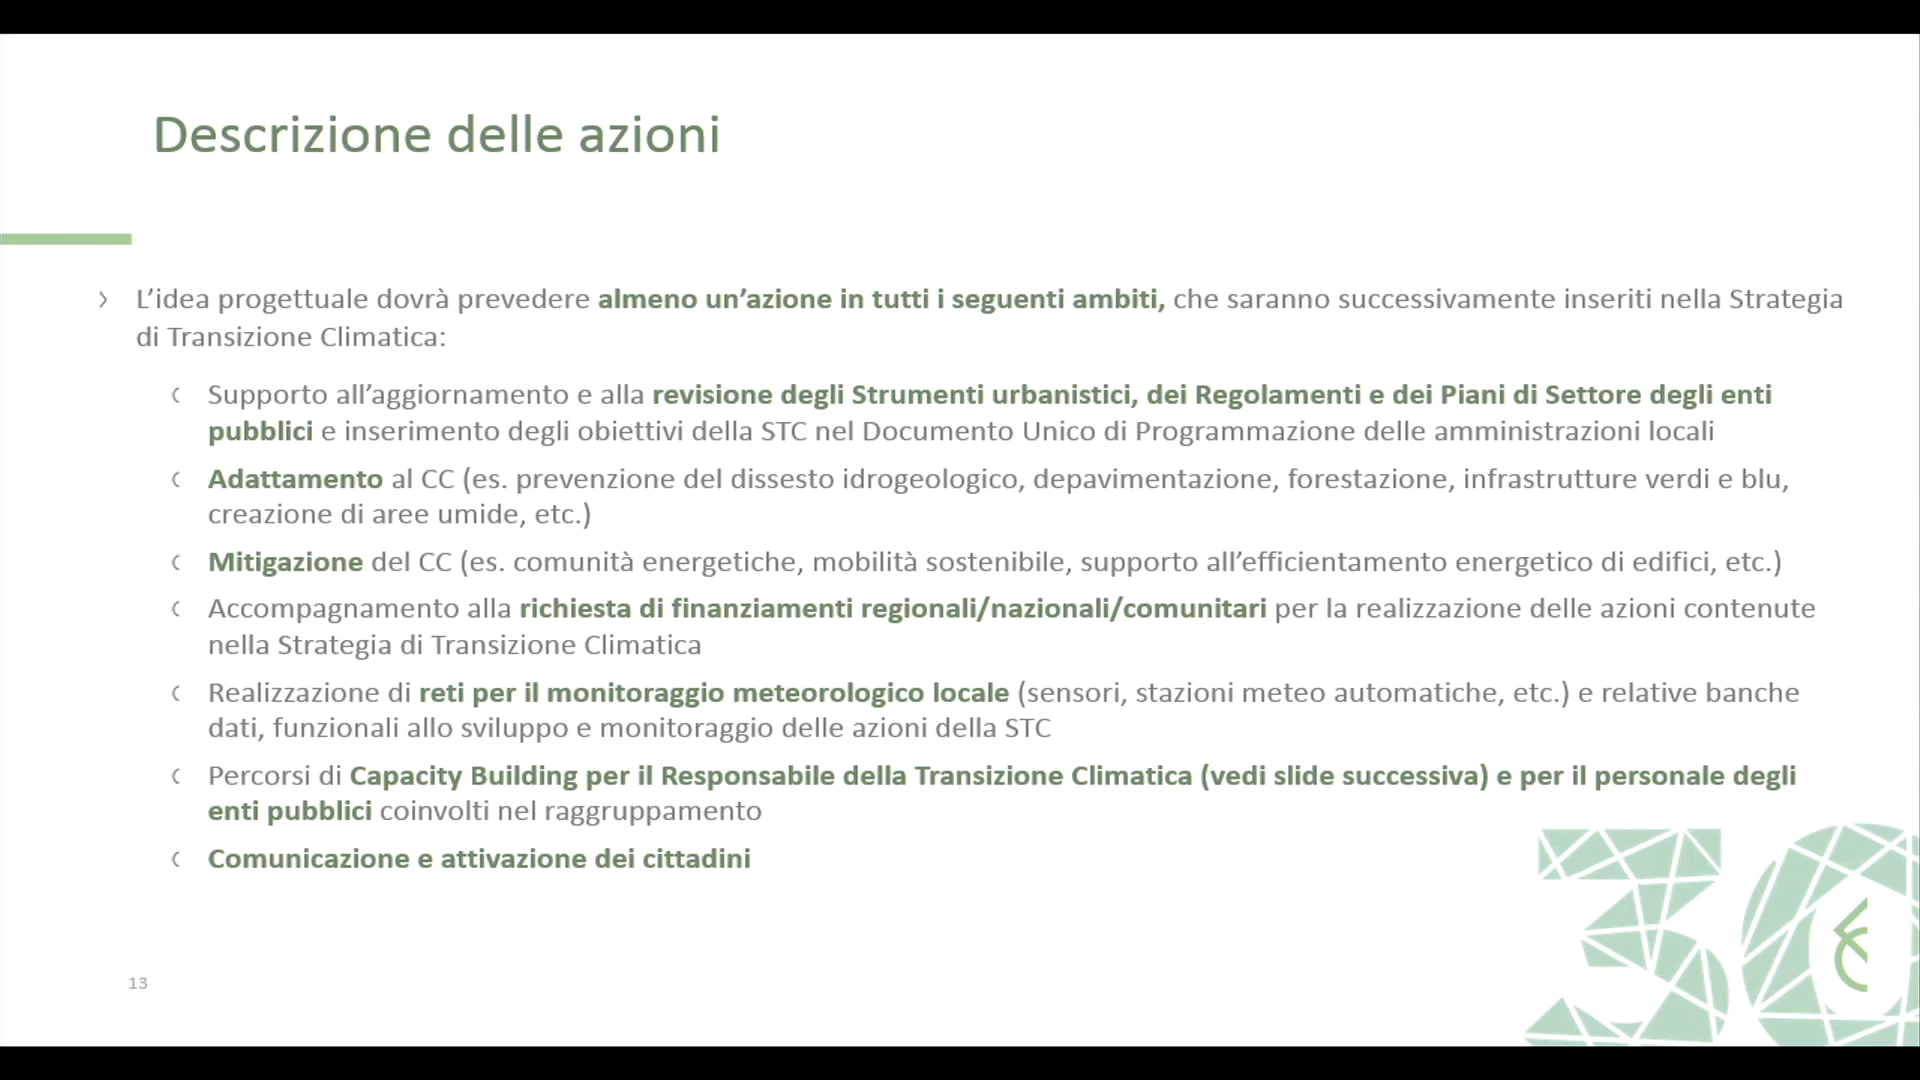 Descrizione delle azioni
L’idea progettuale dovrà prevedere almeno un’azione in tutti i seguenti ambiti, che saranno successivamente inseriti nella Strategia
di Transizione Climatica:
Supporto all’aggiornamento e alla revisione degli Strumenti urbanistici, dei Regolamenti e dei Piani di Settore degli enti
pubblici e inserimento degli obiettivi della STC nel Documento Unico di Programmazione delle amministrazioni locali
Adattamento al CC (es. prevenzione del dissesto idrogeologico, depavimentazione, forestazione, infrastrutture verdi e blu,
creazione di aree umide, etc.)
Mitigazione del CC (es. comunità energetiche, mobilità sostenibile, supporto all’efficientamento energetico di edifici, etc.)
Accompagnamento alla richiesta di finanziamenti regionali/nazionali/comunitari per la realizzazione delle azioni contenute
nella Strategia di Transizione Climatica
Realizzazione di reti per il monitoraggio meteorologico locale (sensori, stazioni meteo automatiche, etc.) e relative banche
dati, funzionali allo sviluppo e monitoraggio delle azioni della STC
Percorsi di Capacity Building per il Responsabile della Transizione Climatica (vedi slide successiva) e per il personale degli
enti pubblici coinvolti nel raggruppamento
Comunicazione e attivazione dei cittadini
13
30